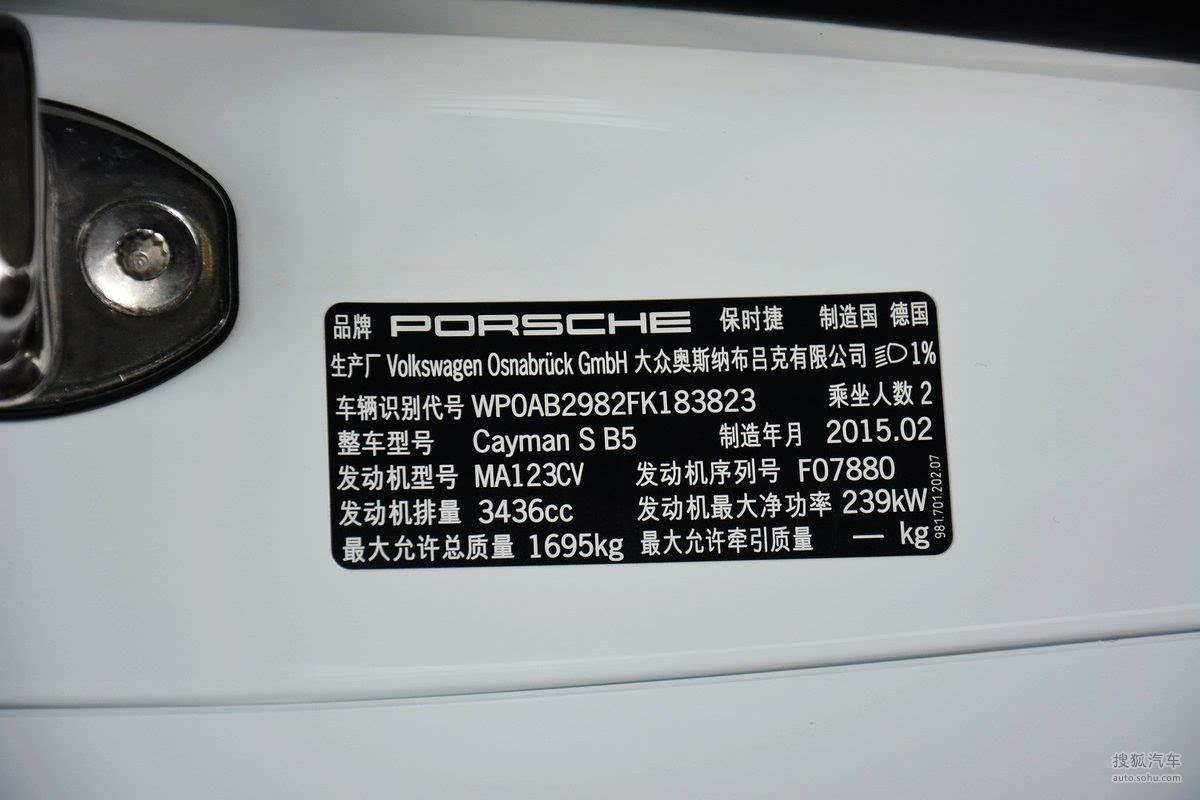 品牌 PORSCHE 保时捷 制造国 德国
生产厂 Volkswagen Osnabrück GmbH 大众奥斯纳布吕克有限公司 1%
车辆识别代号 WP0AB2982FK183823 乘坐人数 2
整车型号 Cayman S B5 制造年月 2015.02
发动机型号 MA123CV 发动机序列号 F07880
发动机排量 3436cc 发动机最大净功率 239kW
最大允许总质量 1695kg 最大允许牵引质量 — kg
981.701.202.07
搜狐汽车
auto.sohu.com